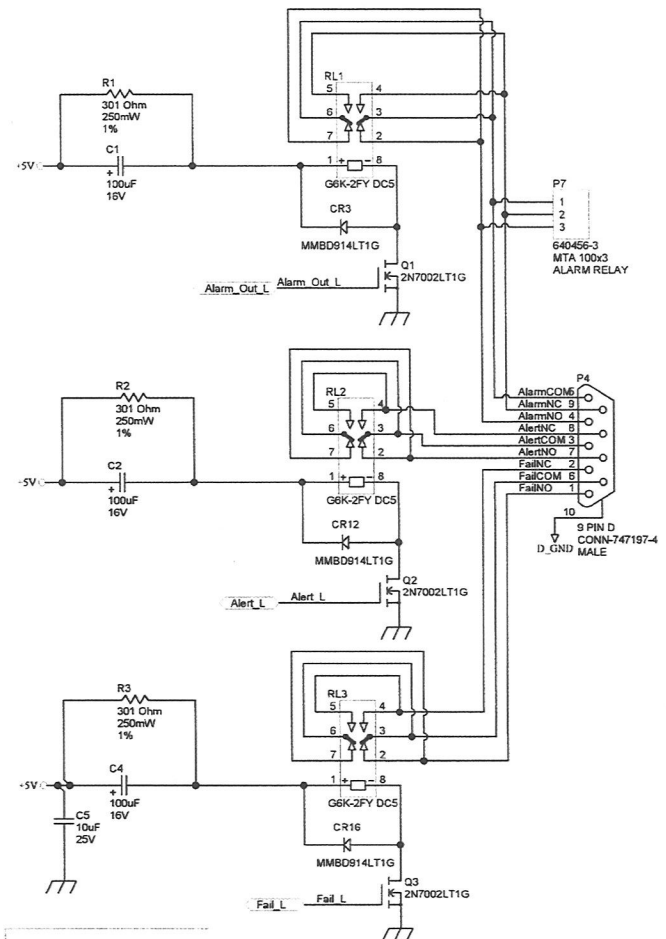 RL1
5 4
6 3
7 2
1 + - 8
G6K-2FY DC5
R1
301 Ohm
250mW
1%
C1
+5V
+
100uF
16V
CR3
MMBD914LT1G
Q1
2N7002LT1G
Alarm_Out_L Alarm_Out_L
P7
1
2
3
640456-3
MTA 100x3
ALARM RELAY
RL2
5 4
6 3
7 2
1 + - 8
G6K-2FY DC5
R2
301 Ohm
250mW
1%
C2
-5V
+
100uF
16V
CR12
MMBD914LT1G
Q2
2N7002LT1G
Alert_L Alert_L
P4
AlarmCOM 5
AlarmNC 9
AlarmNO 4
AlertNC 8
AlertCOM 3
AlertNO 7
FailNC 2
FailCOM 6
FailNO 1
10
D_GND
9 PIN D
CONN-747197-4
MALE
RL3
5 4
6 3
7 2
1 + - 8
G6K-2FY DC5
R3
301 Ohm
250mW
1%
C4
+5V
+
100uF
16V
C5
10uF
25V
CR16
MMBD914LT1G
Q3
2N7002LT1G
Fail_L Fail_L